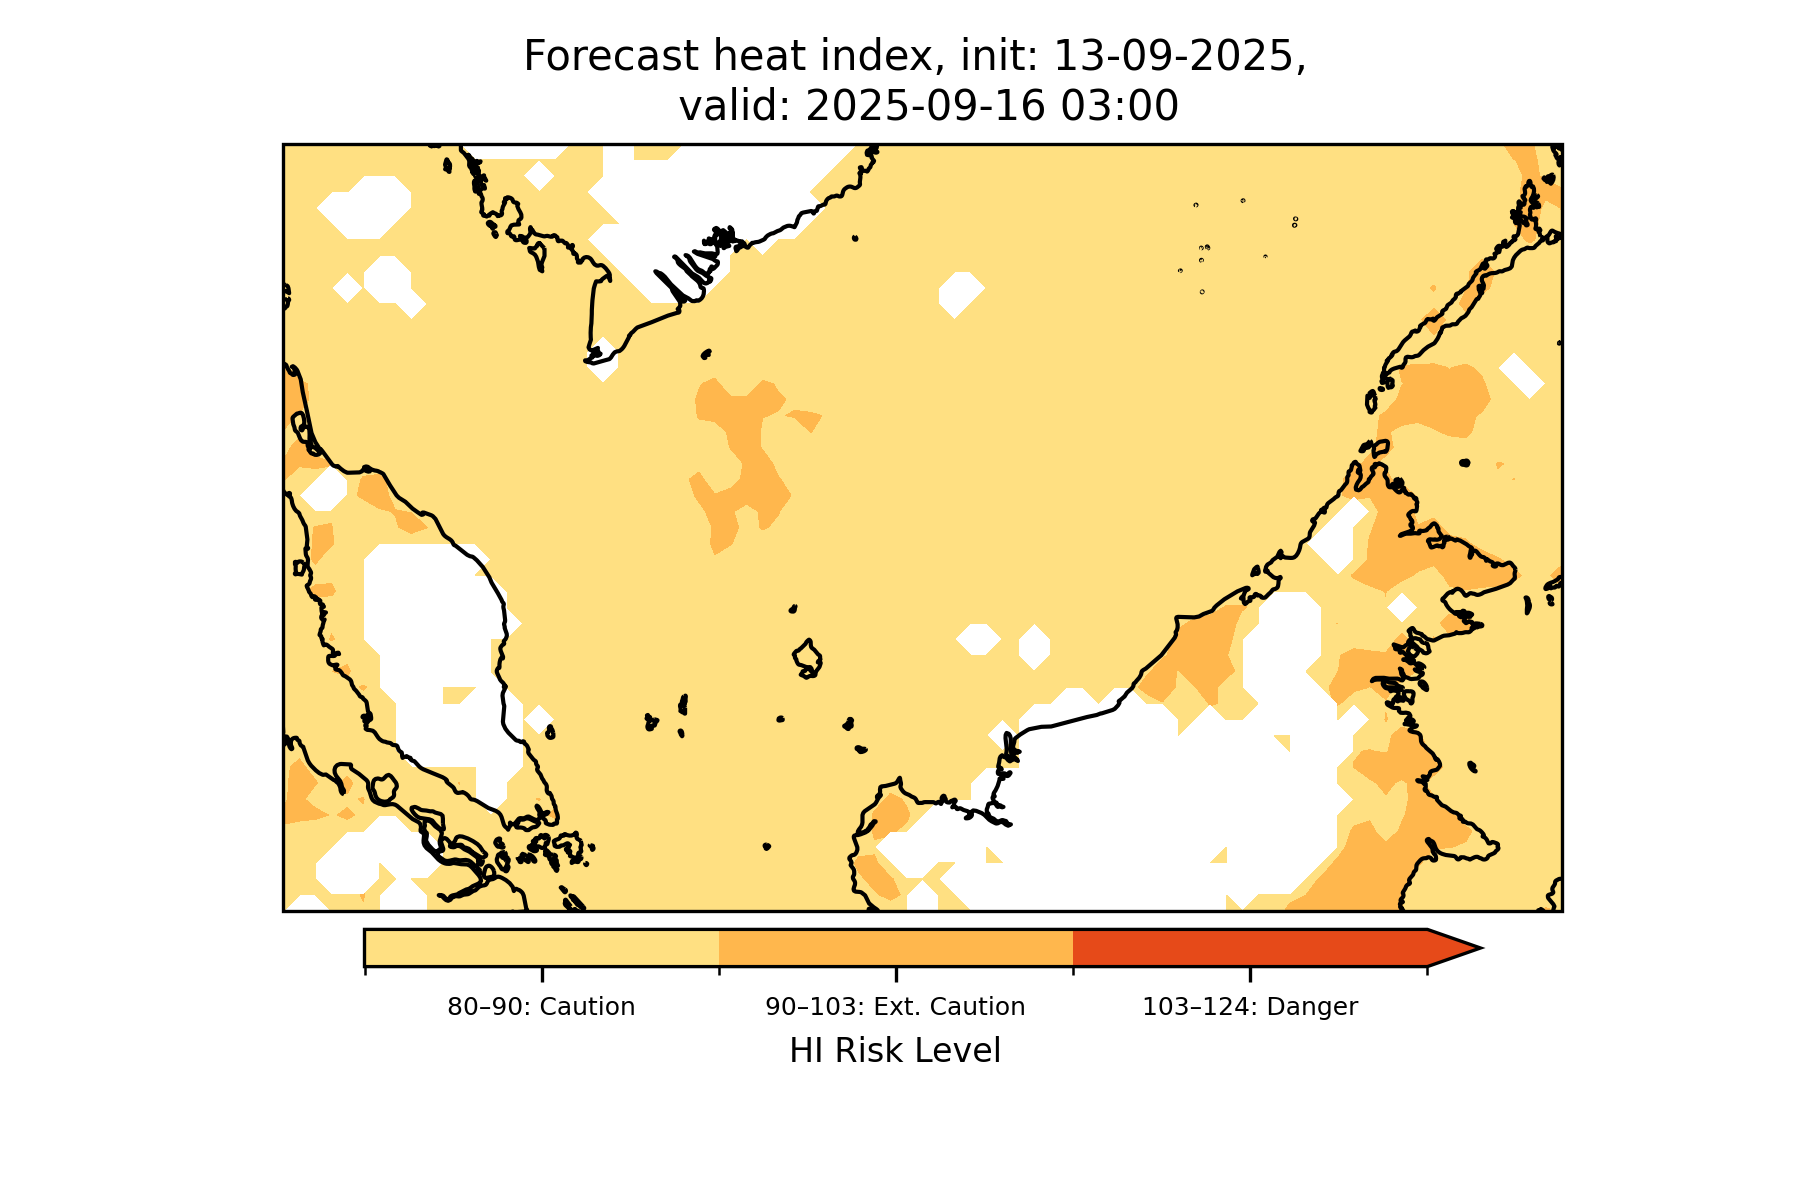 Forecast heat index, init: 13-09-2025,
valid: 2025-09-16 03:00
80–90: Caution
90–103: Ext. Caution
103–124: Danger
HI Risk Level